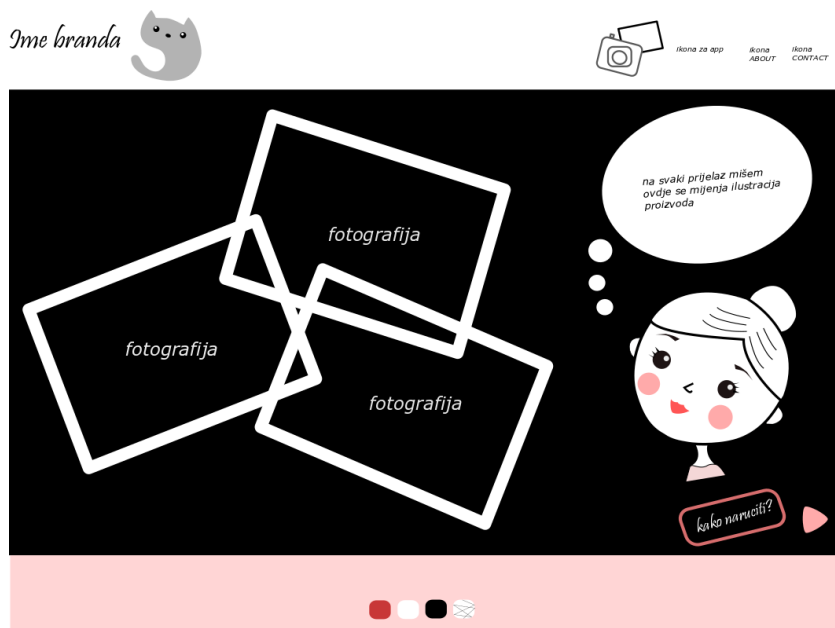 Ime branda
Ikona za app
Ikona
ABOUT
Ikona
CONTACT
na svaki prijelaz mišem
ovdje se mijenja ilustracija
proizvoda
fotografija
fotografija
fotografija
kako naruciti?